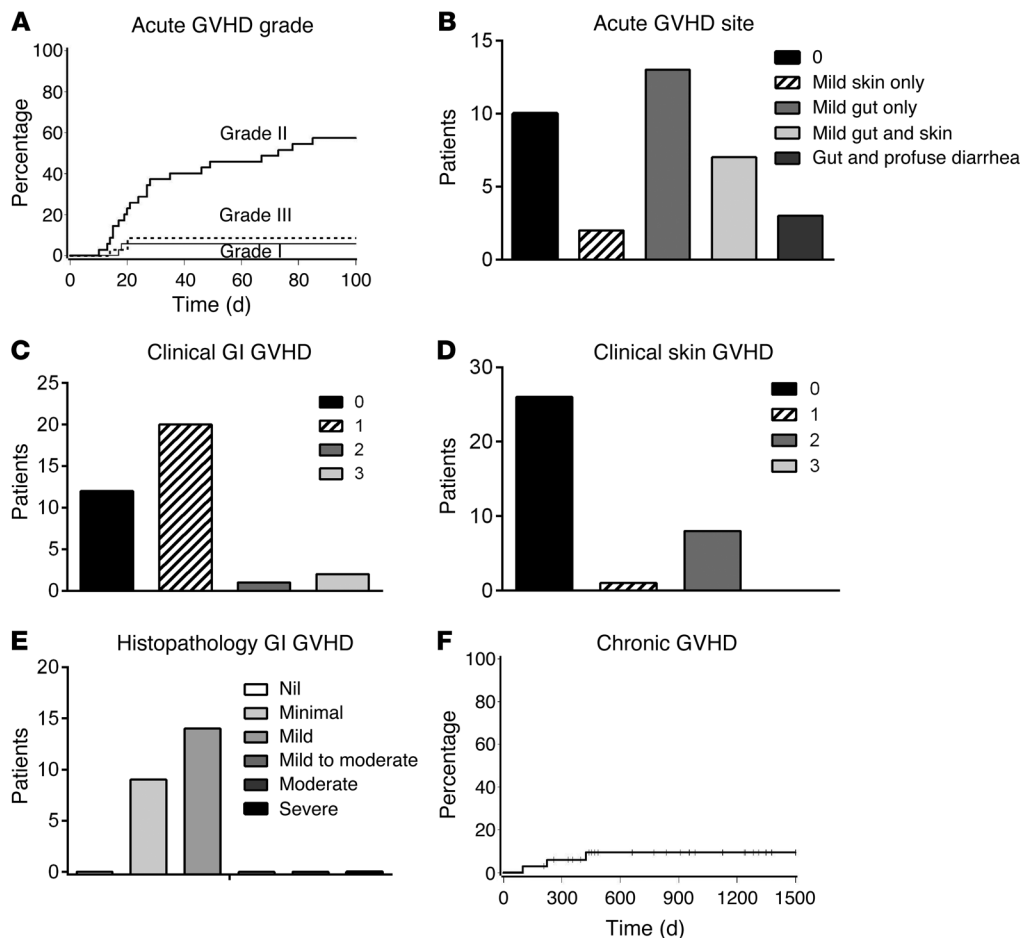 A
Acute GVHD grade
100
80
60
40
20
0
Percentage
Grade II
Grade III
Grade I
0
20
40
60
80
100
Time (d)
B
Acute GVHD site
15
10
5
0
Patients
0
Mild skin only
Mild gut only
Mild gut and skin
Gut and profuse diarrhea
C
Clinical GI GVHD
25
20
15
10
5
0
Patients
0
1
2
3
D
Clinical skin GVHD
30
20
10
0
Patients
0
1
2
3
E
Histopathology GI GVHD
20
15
10
5
0
Patients
Nil
Minimal
Mild
Mild to moderate
Moderate
Severe
F
Chronic GVHD
100
80
60
40
20
0
Percentage
0
300
600
900
1200
1500
Time (d)